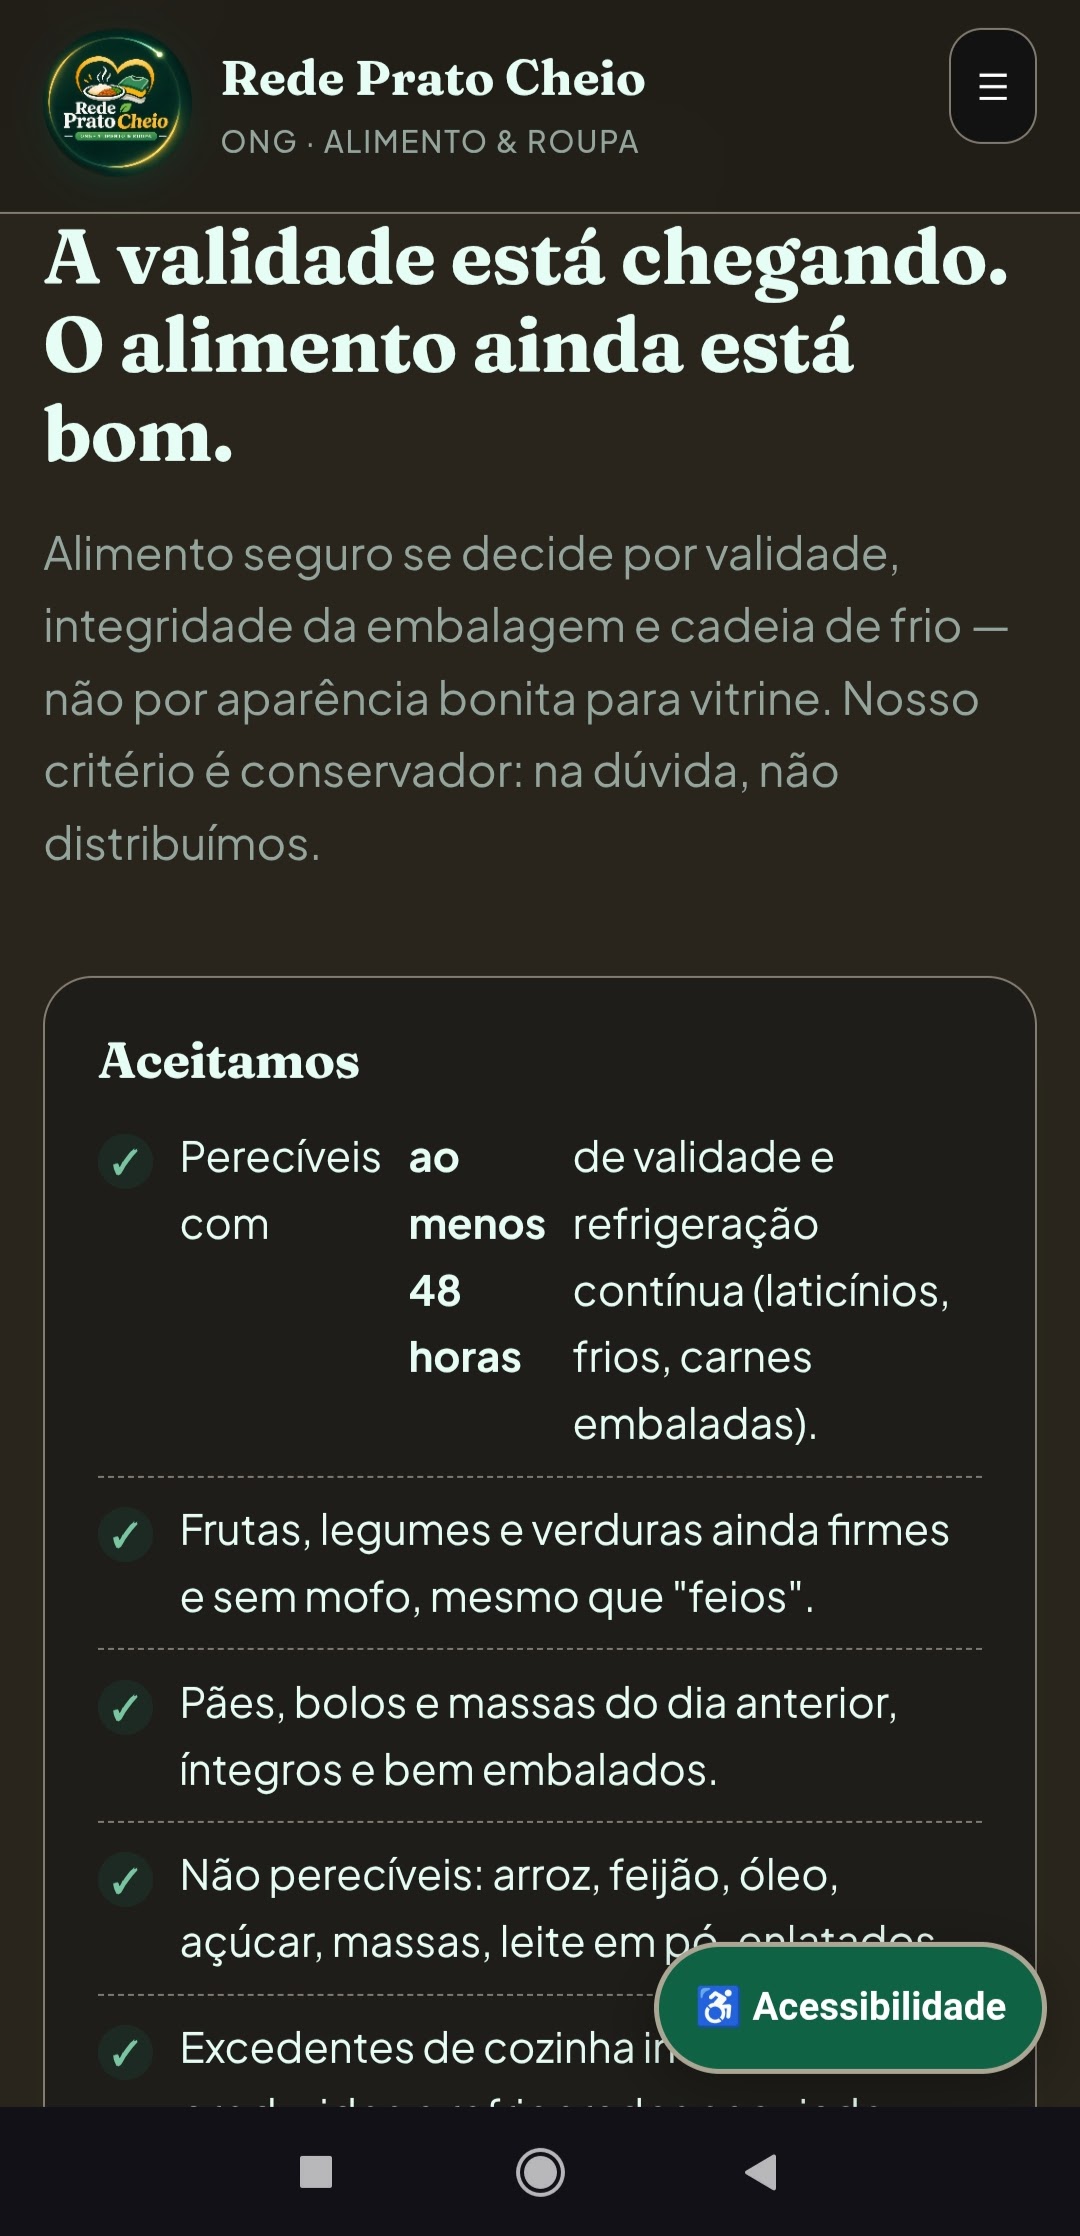 Rede
Prato Cheio
Rede Prato Cheio
ONG · ALIMENTO & ROUPA
☰
A validade está chegando.
O alimento ainda está
bom.
Alimento seguro se decide por validade,
integridade da embalagem e cadeia de frio —
não por aparência bonita para vitrine. Nosso
critério é conservador: na dúvida, não
distribuímos.
Aceitamos
✓ Perecíveis ao de validade e
com menos refrigeração
48 contínua (laticínios,
horas frios, carnes
embaladas).
✓ Frutas, legumes e verduras ainda firmes
e sem mofo, mesmo que "feios".
✓ Pães, bolos e massas do dia anterior,
íntegros e bem embalados.
✓ Não perecíveis: arroz, feijão, óleo,
açúcar, massas, leite em pó, enlatados
♿ Acessibilidade
✓ Excedentes de cozinha